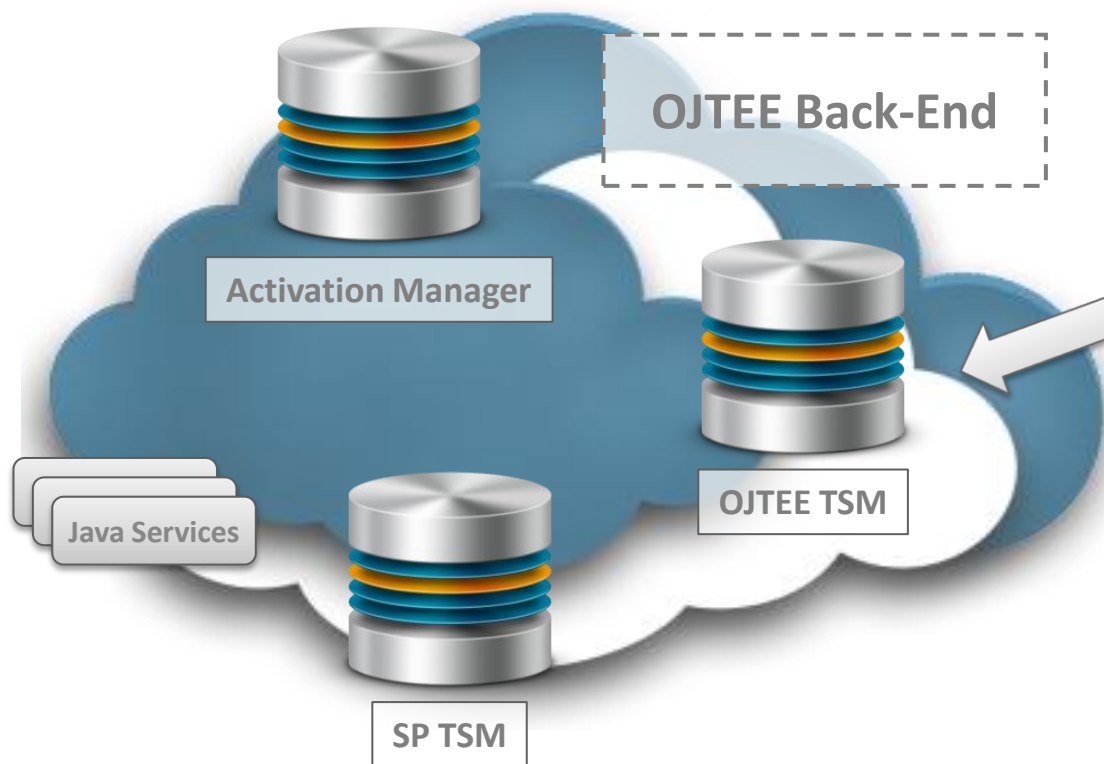 OJTEE Back-End
Activation Manager
OJTEE TSM
Java Services
SP TSM